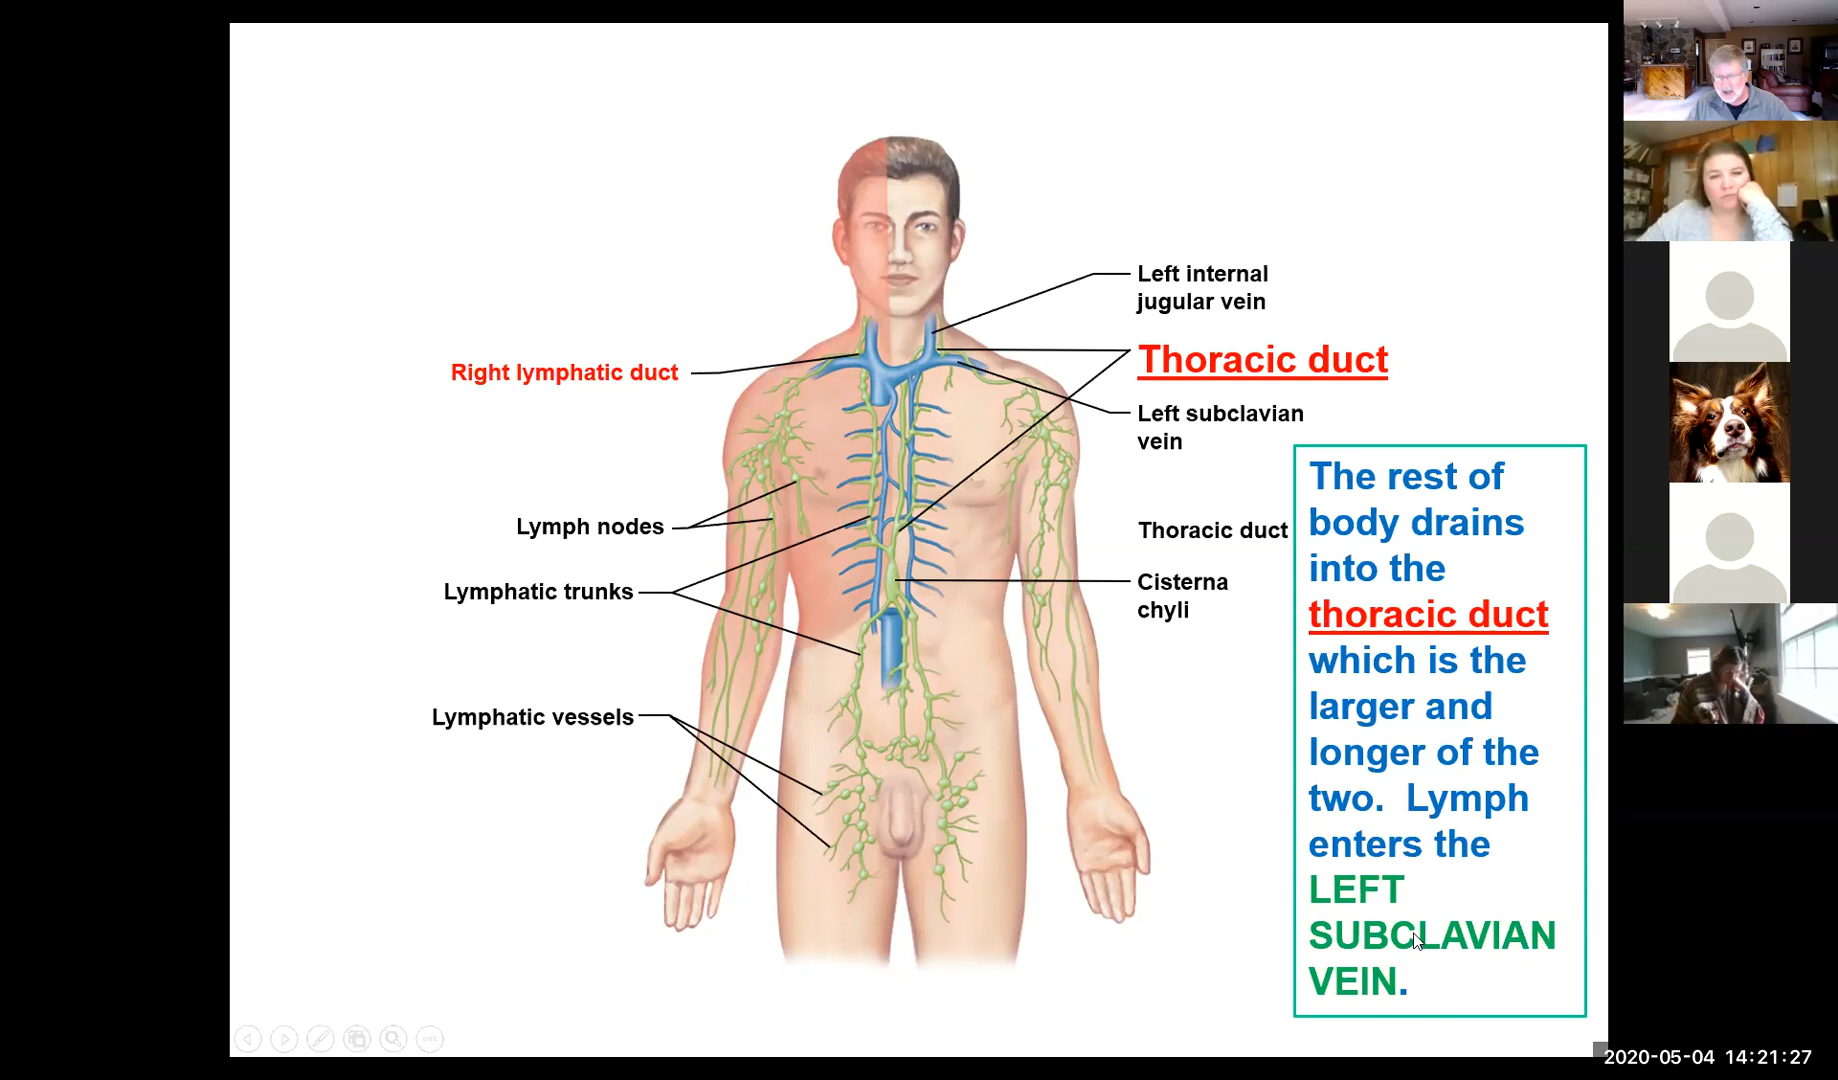 Left internal
jugular vein
Thoracic duct
Right lymphatic duct
Left subclavian
vein
Lymph nodes
Thoracic duct
Cisterna
chyli
Lymphatic trunks
Lymphatic vessels
The rest of
body drains
into the
thoracic duct
which is the
larger and
longer of the
two.  Lymph
enters the
LEFT
SUBCLAVIAN
VEIN.
2020-05-04 14:21:27